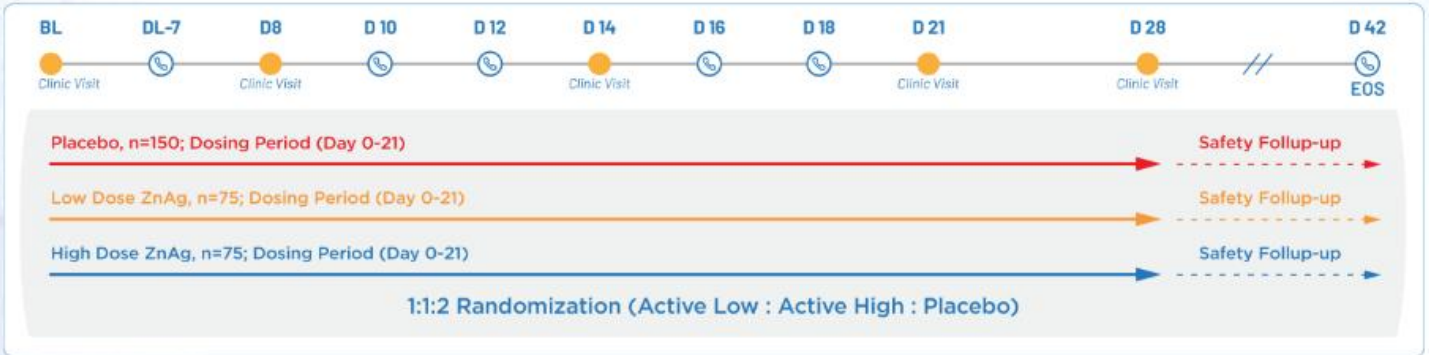 BL DL-7 D8 D 10 D 12 D 14 D 16 D 18 D 21 D 28 D 42
Clinic Visit Clinic Visit Clinic Visit Clinic Visit Clinic Visit EOS
Placebo, n=150; Dosing Period (Day 0-21) Safety Follup-up
Low Dose ZnAg, n=75; Dosing Period (Day 0-21) Safety Follup-up
High Dose ZnAg, n=75; Dosing Period (Day 0-21) Safety Follup-up
1:1:2 Randomization (Active Low : Active High : Placebo)